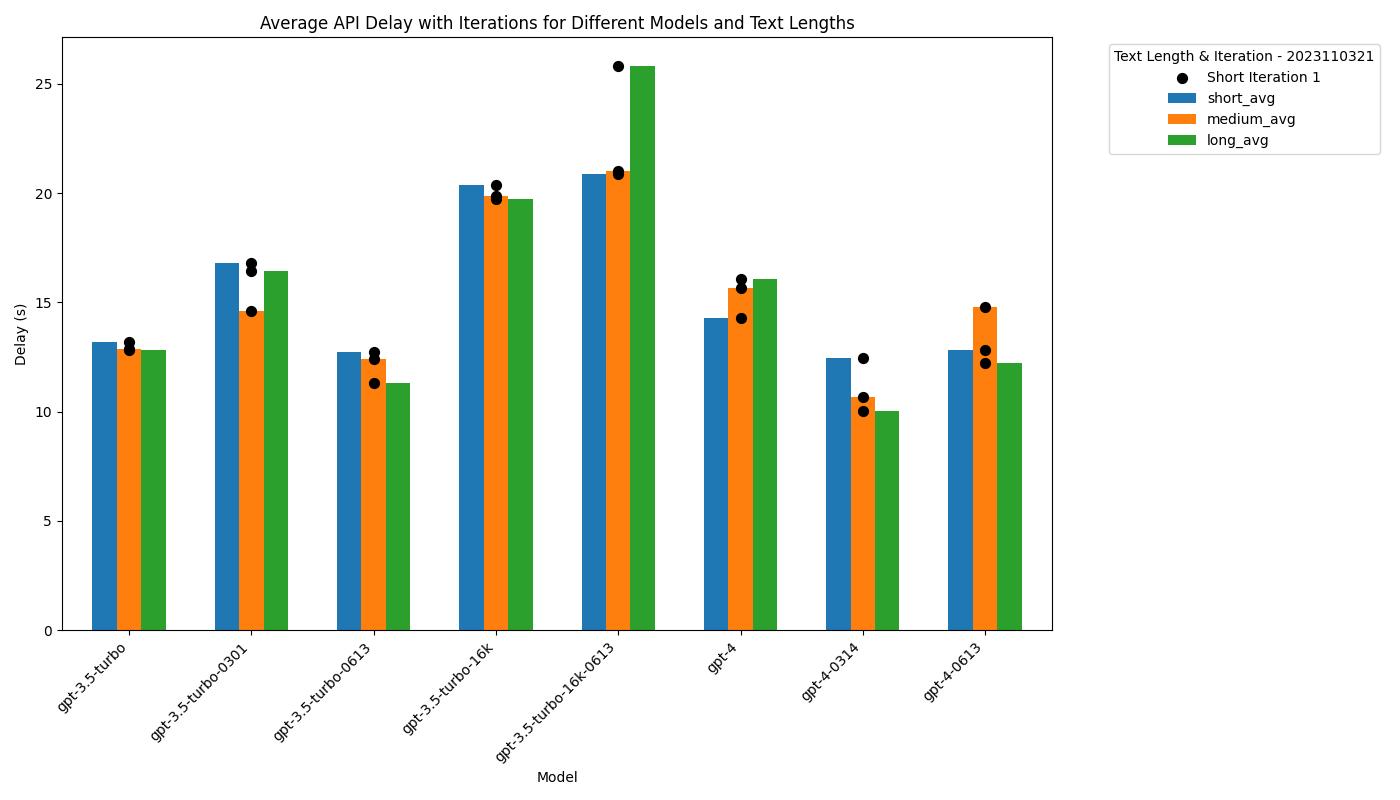 Average API Delay with Iterations for Different Models and Text Lengths
Text Length & Iteration - 2023110321
Short Iteration 1
short_avg
medium_avg
long_avg
Delay (s)
25
20
15
10
5
0
gpt-3.5-turbo
gpt-3.5-turbo-0301
gpt-3.5-turbo-0613
gpt-3.5-turbo-16k
gpt-3.5-turbo-16k-0613
gpt-4
gpt-4-0314
gpt-4-0613
Model